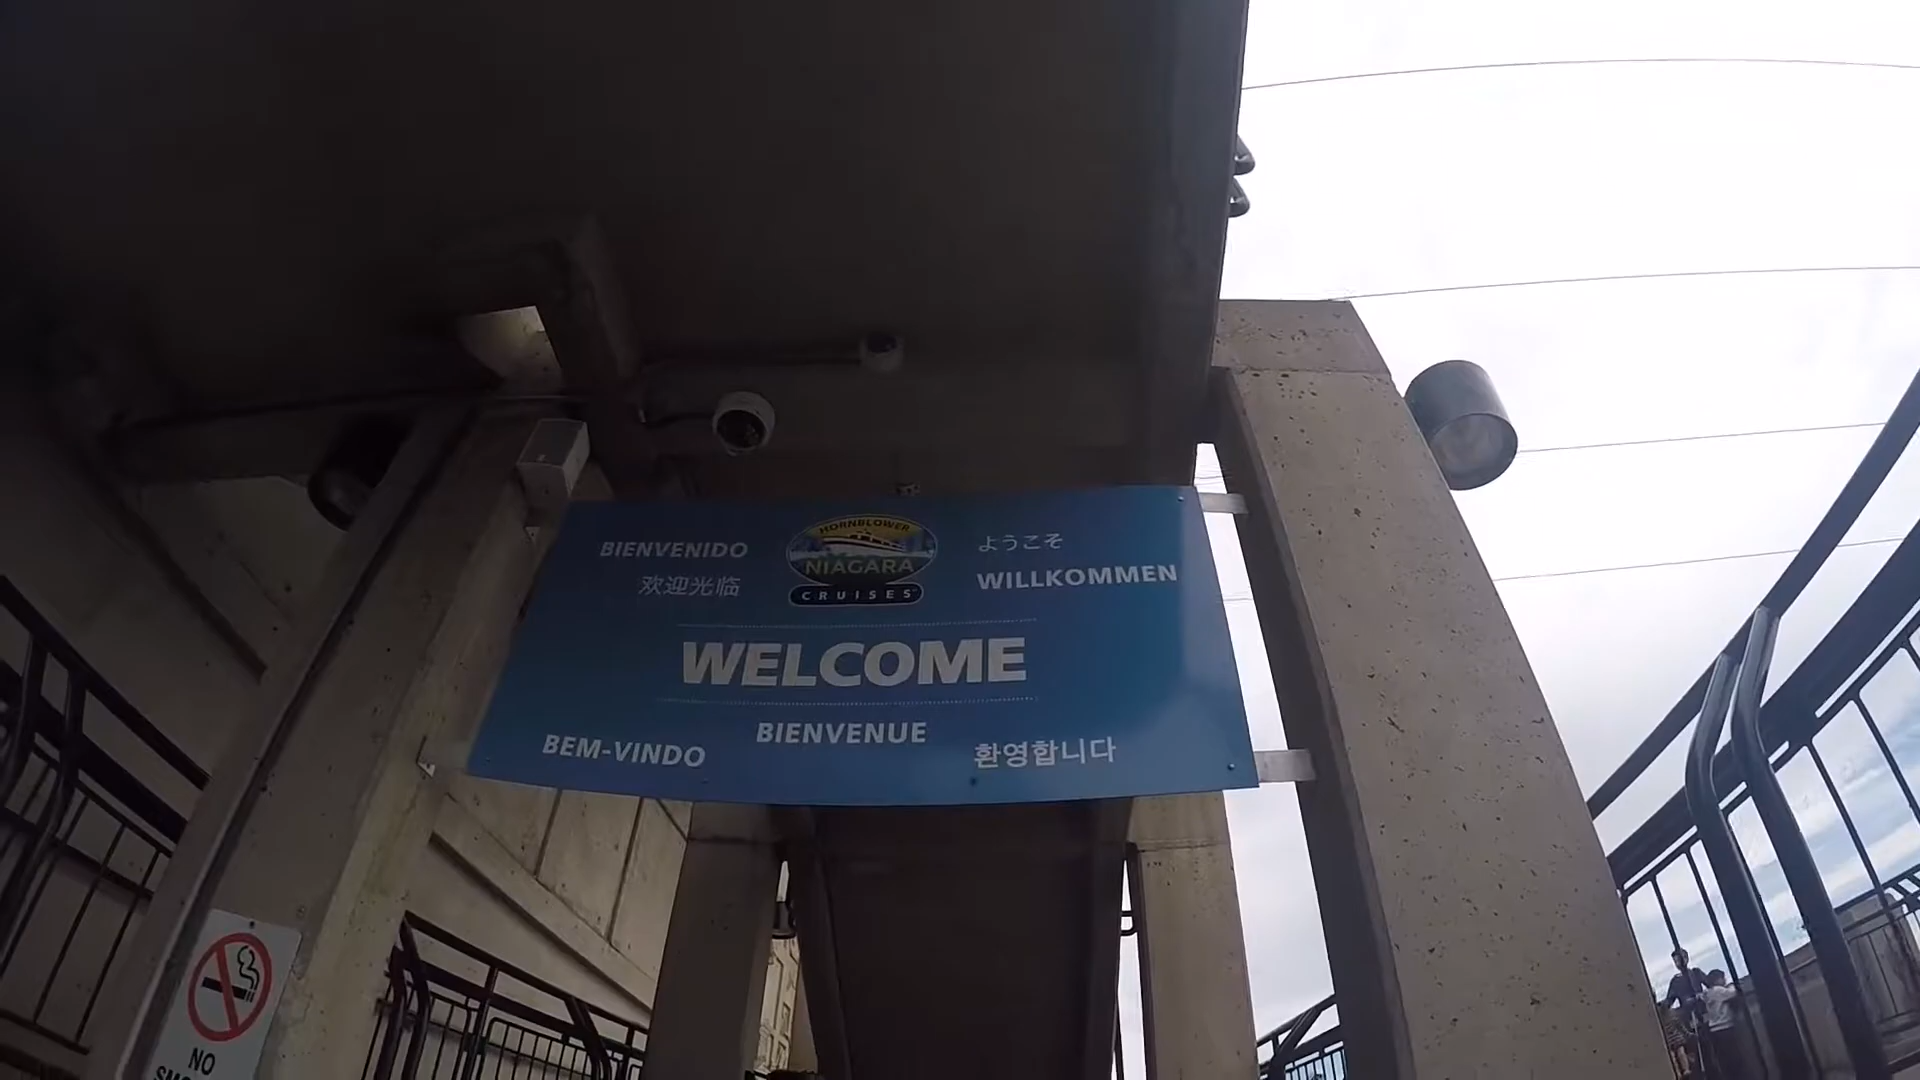 BIENVENIDO
欢迎光临
HORNBLOWER
NIAGARA
CRUISES
ようこそ
WILLKOMMEN
WELCOME
BEM-VINDO
BIENVENUE
환영합니다
NO